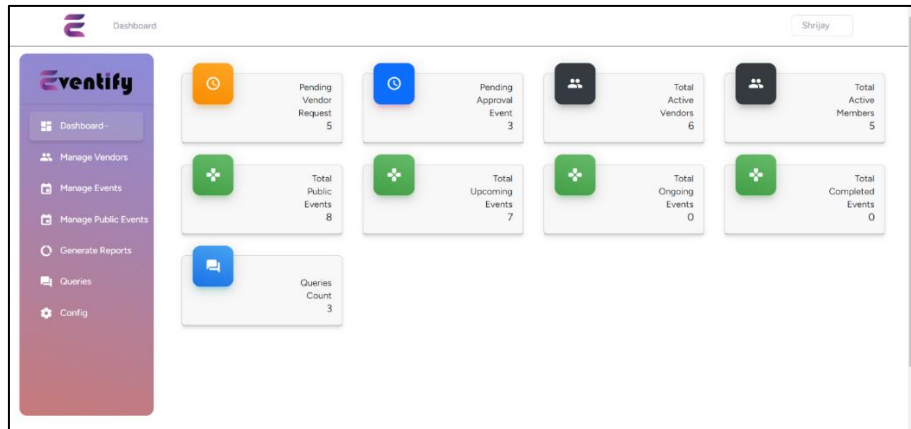 Dashboard
Shrijay
Eventify
Dashboard-
Manage Vendors
Manage Events
Manage Public Events
Generate Reports
Queries
Config
Pending
Vendor
Request
5
Pending
Approval
Event
3
Total
Active
Vendors
6
Total
Active
Members
5
Total
Public
Events
8
Total
Upcoming
Events
7
Total
Ongoing
Events
0
Total
Completed
Events
0
Queries
Count
3